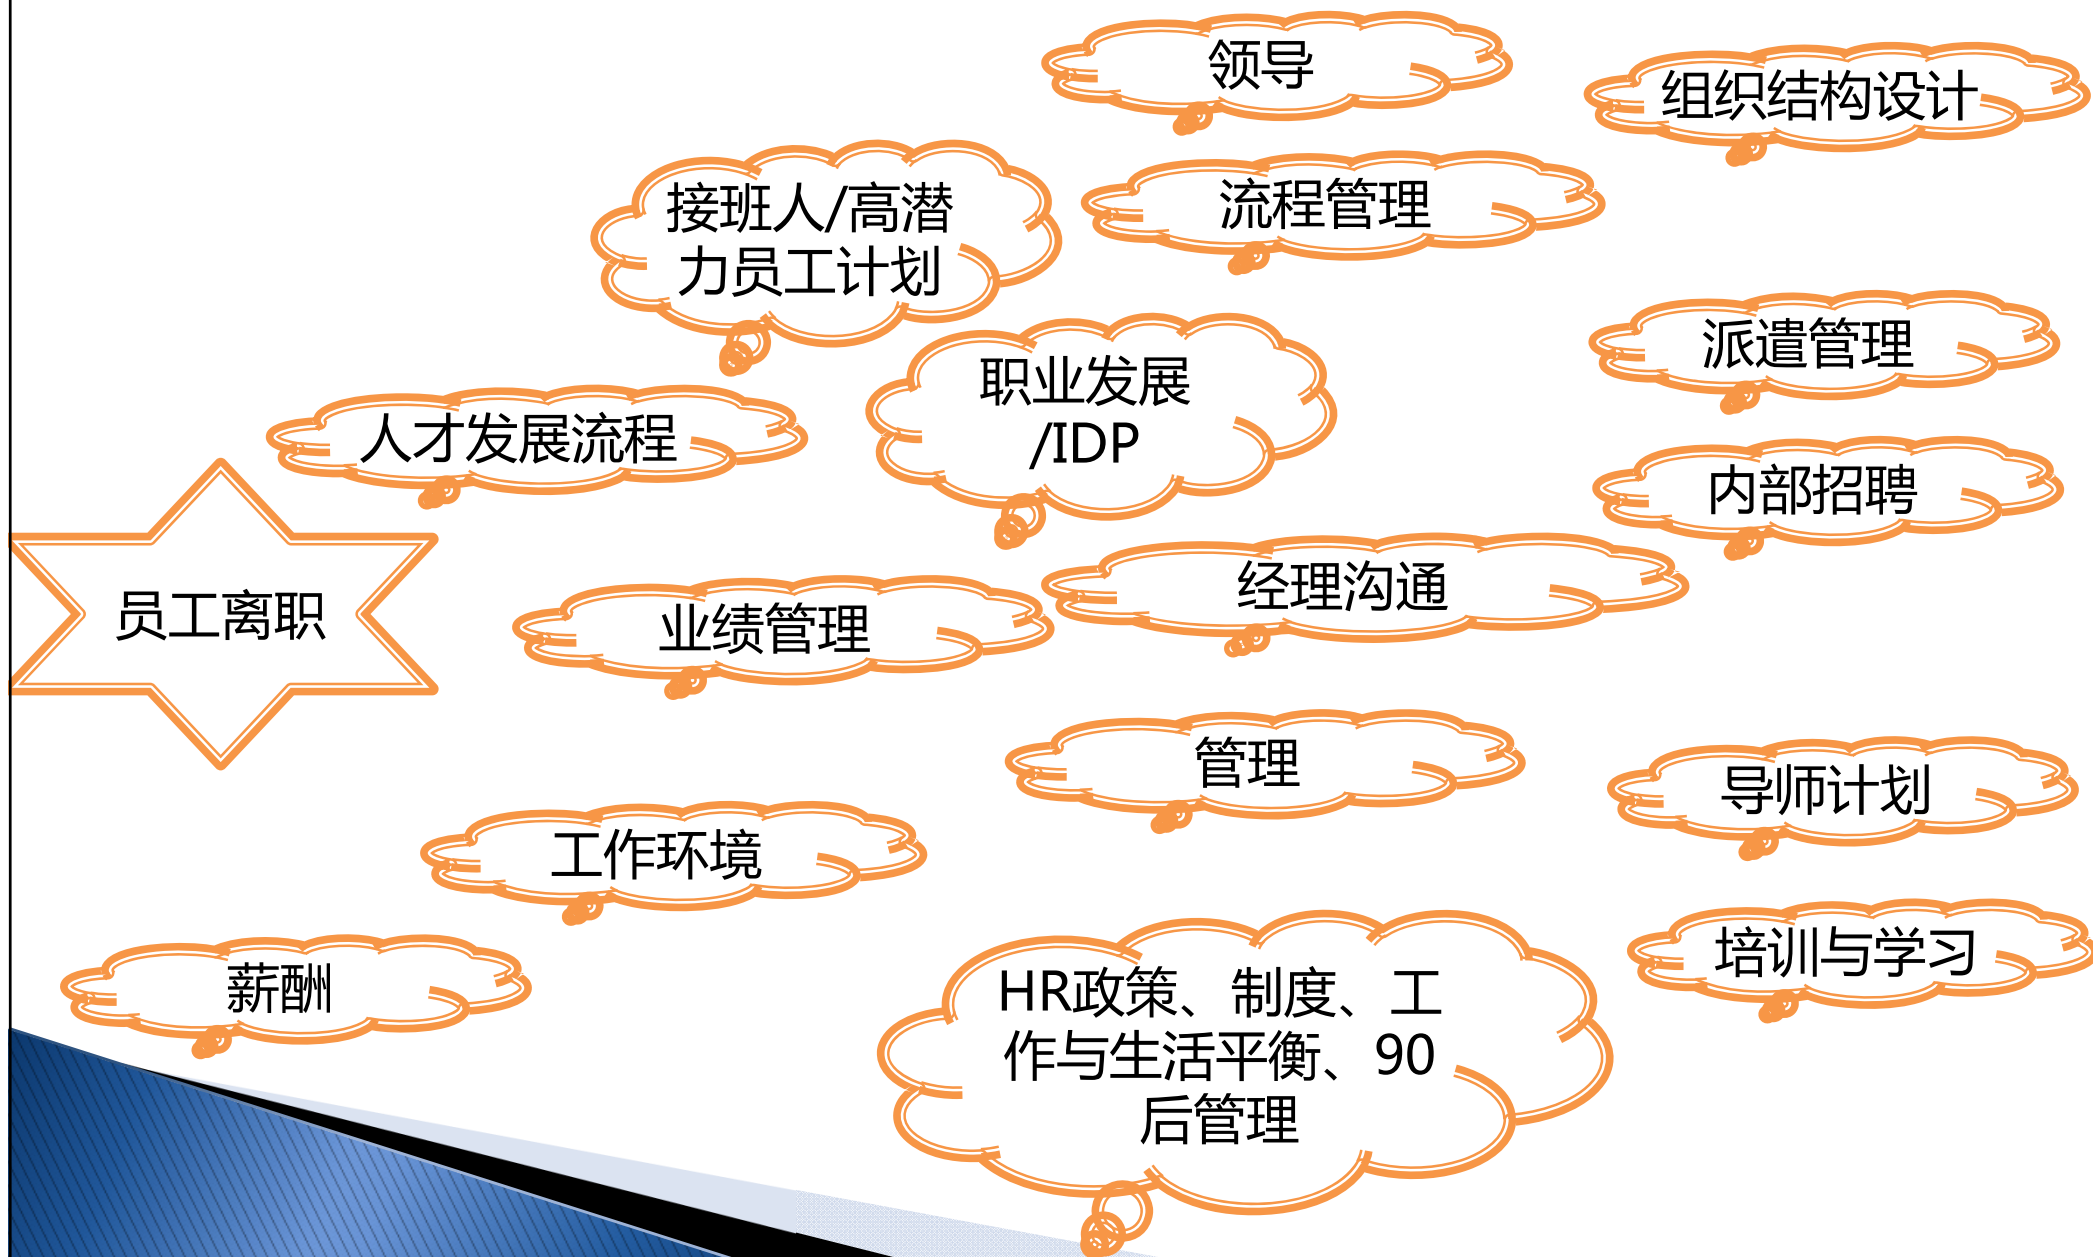 领导
组织结构设计
接班人/高潜
力员工计划
流程管理
职业发展
/IDP
派遣管理
人才发展流程
内部招聘
经理沟通
员工离职
业绩管理
管理
导师计划
工作环境
培训与学习
薪酬
HR政策、制度、工
作与生活平衡、90
后管理